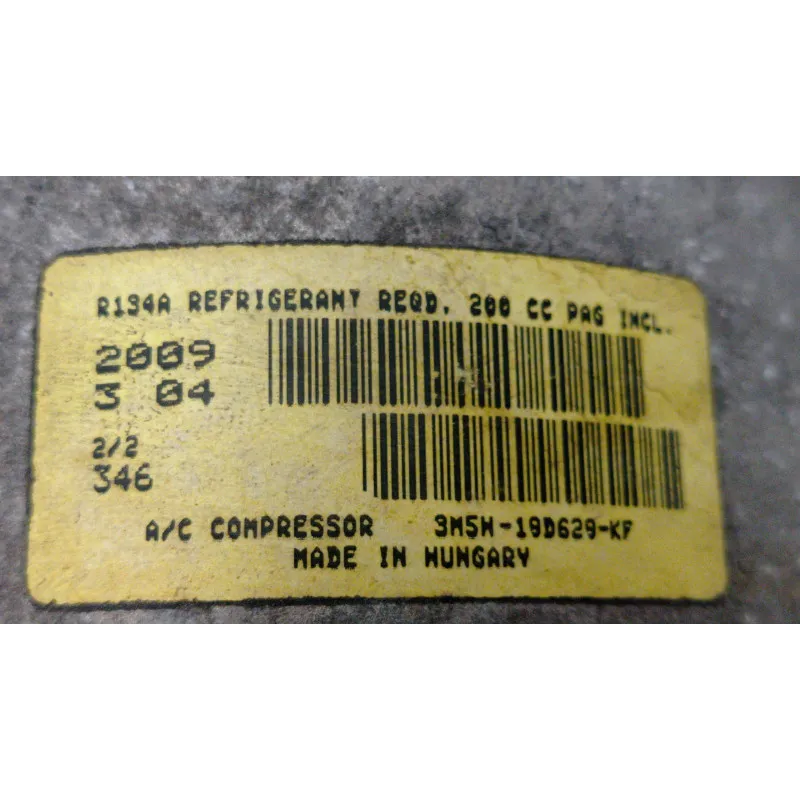 R134A REFRIGERANT REQD. 200 CC PAG INCL.
2009
3 04
2/2
346
A/C COMPRESSOR 3M5H-19D629-KF
MADE IN HUNGARY